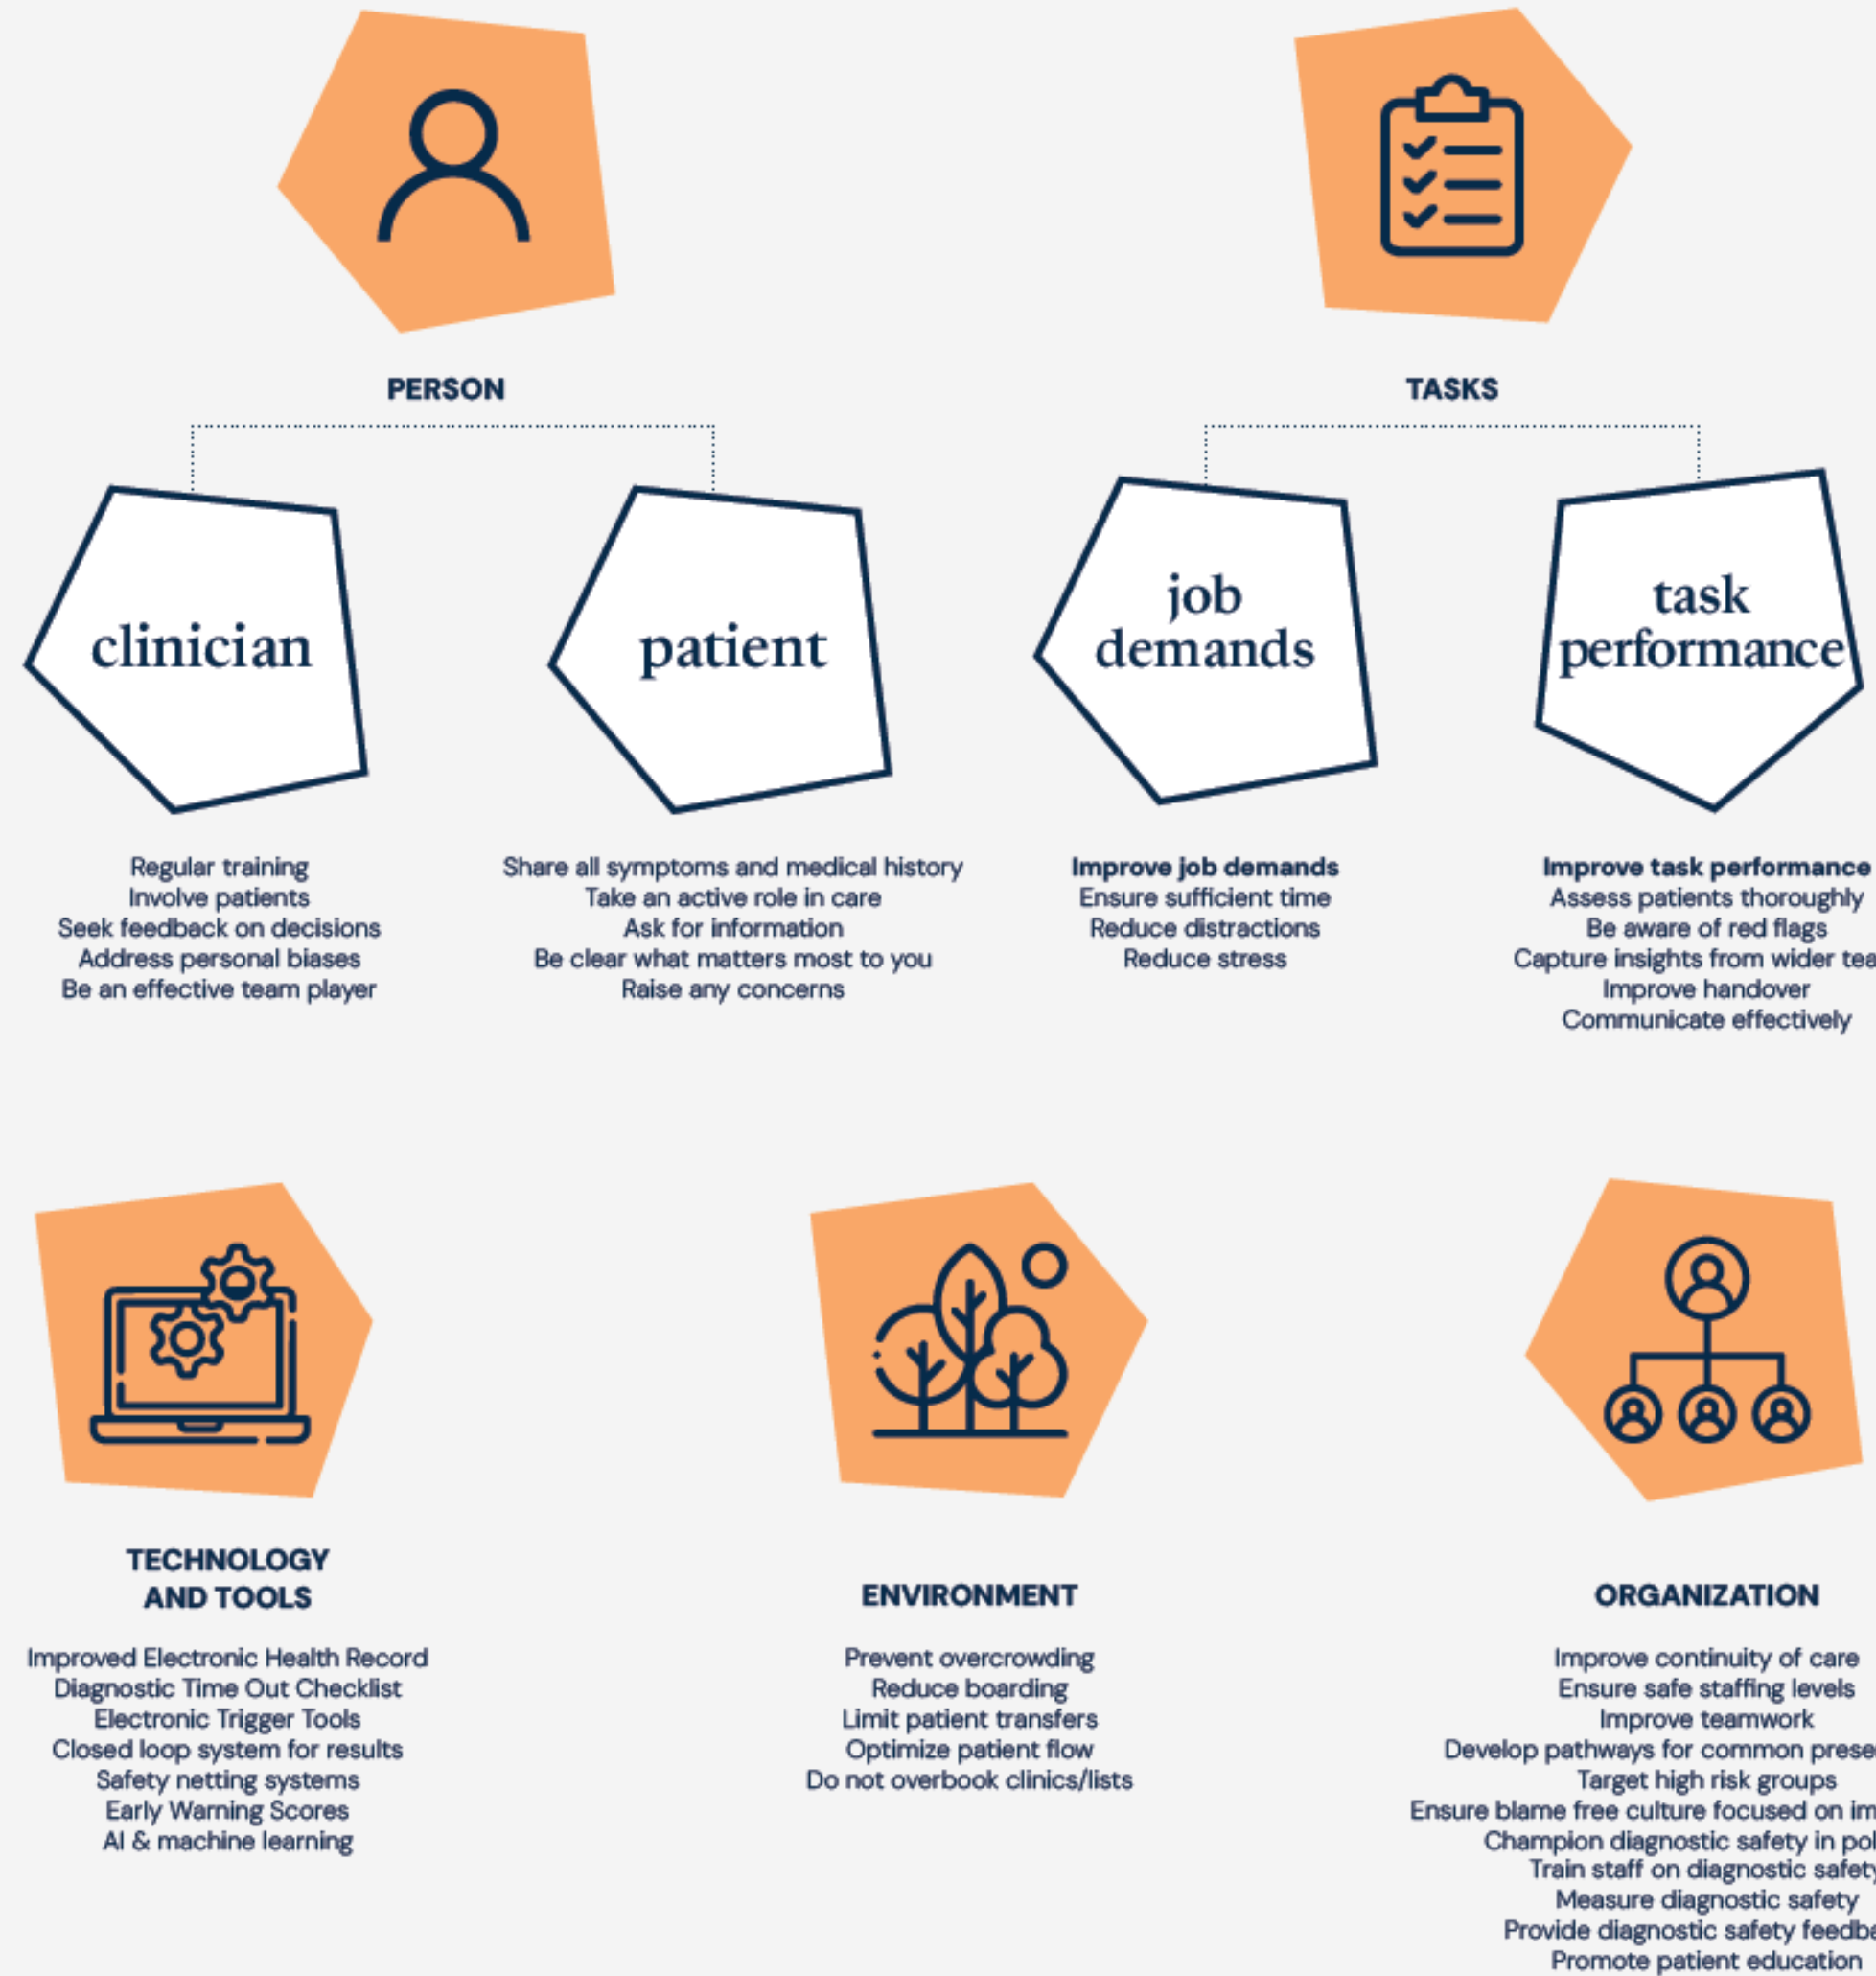 PERSON
clinician
Regular training
Involve patients
Seek feedback on decisions
Address personal biases
Be an effective team player
patient
Share all symptoms and medical history
Take an active role in care
Ask for information
Be clear what matters most to you
Raise any concerns
TASKS
job
demands
Improve job demands
Ensure sufficient time
Reduce distractions
Reduce stress
task
performance
Improve task performance
Assess patients thoroughly
Be aware of red flags
Capture insights from wider
Improve handover
Communicate effectively
TECHNOLOGY
AND TOOLS
Improved Electronic Health Record
Diagnostic Time Out Checklist
Electronic Trigger Tools
Closed loop system for results
Safety netting systems
Early Warning Scores
AI & machine learning
ENVIRONMENT
Prevent overcrowding
Reduce boarding
Limit patient transfers
Optimize patient flow
Do not overbook clinics/lists
ORGANIZATION
Improve continuity of care
Ensure safe staffing levels
Improve teamwork
Develop pathways for common
Target high risk groups
Ensure blame free culture focused on
Champion diagnostic safety in
Train staff on diagnostic safety
Measure diagnostic safety
Provide diagnostic safety
Promote patient education